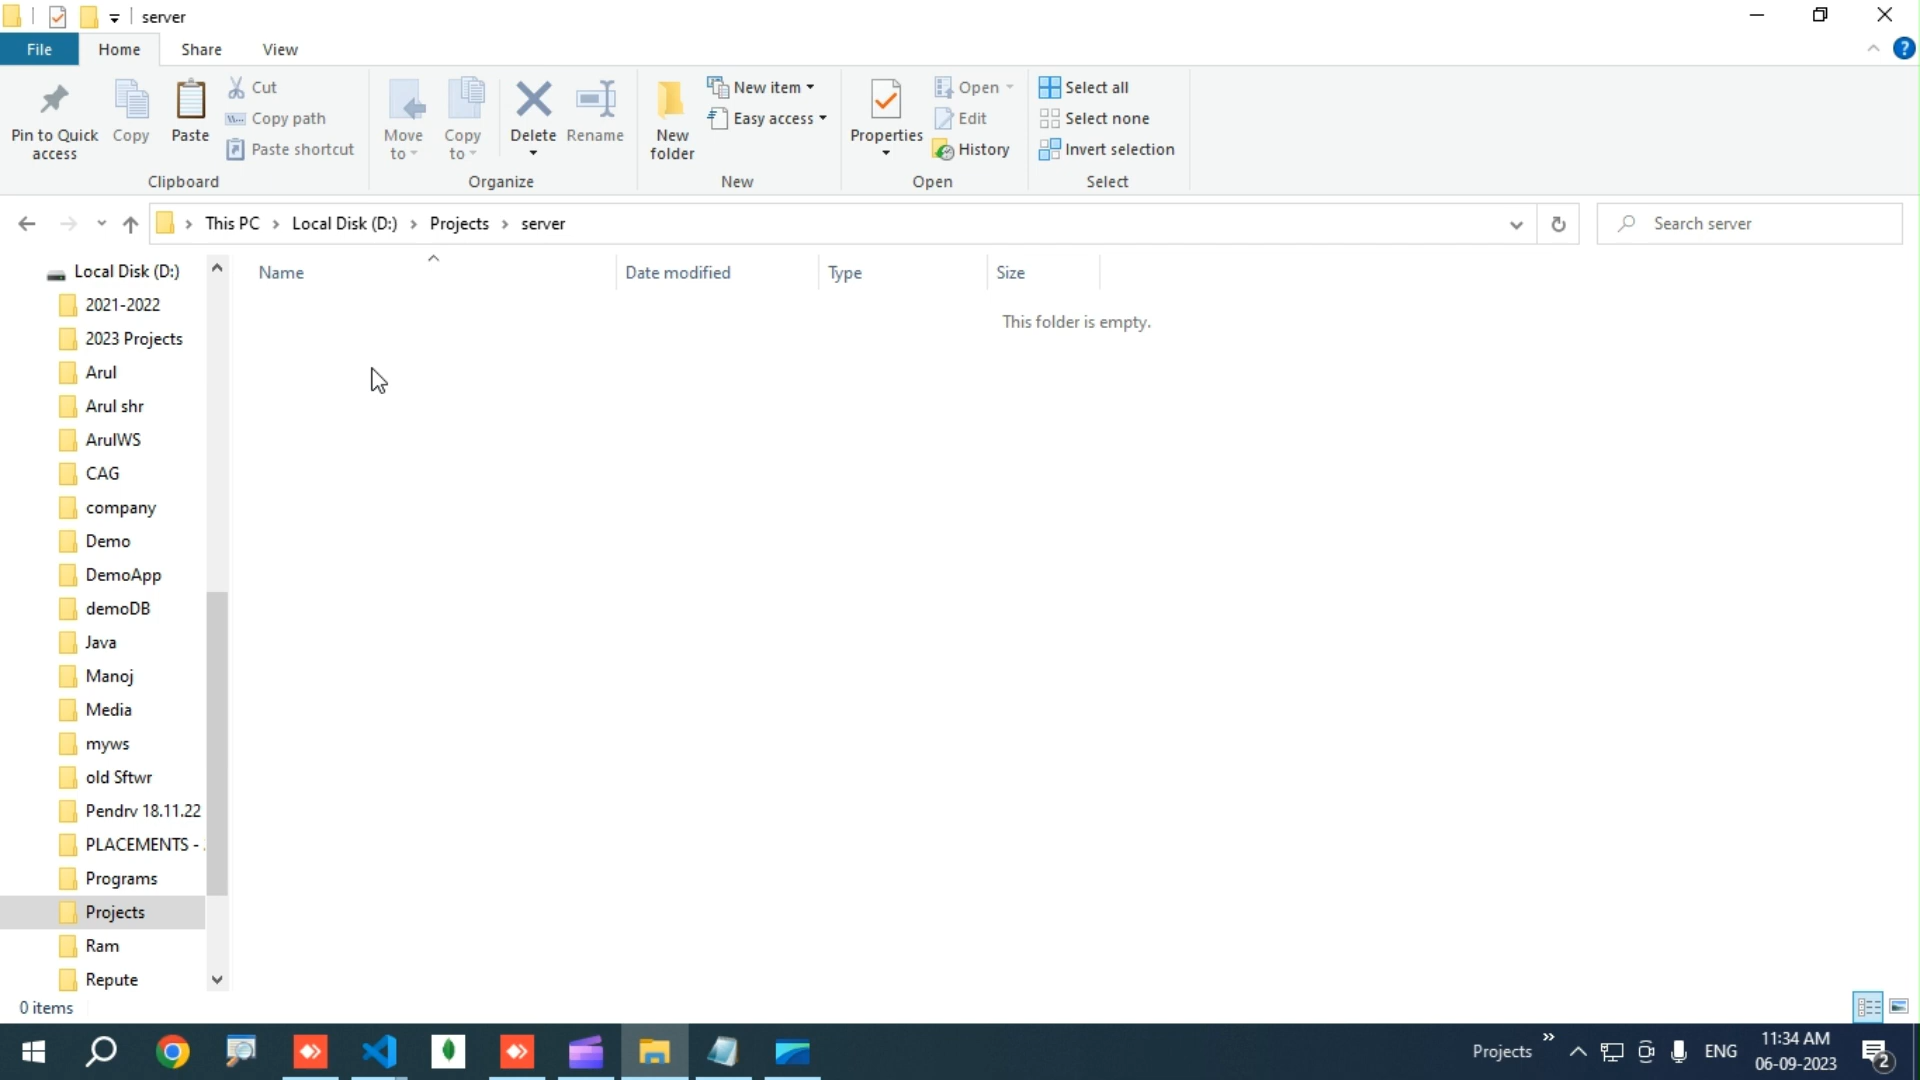 server
File Home Share View
Pin to Quick access
Copy
Paste
Cut
Copy path
Paste shortcut
Clipboard
Move to
Copy to
Delete
Rename
Organize
New folder
New item
Easy access
New
Properties
Open
Edit
History
Open
Select all
Select none
Invert selection
Select
This PC > Local Disk (D:) > Projects > server
Search server
Local Disk (D:)
2021-2022
2023 Projects
Arul
Arul shr
ArulWS
CAG
company
Demo
DemoApp
demoDB
Java
Manoj
Media
myws
old Sftwr
Pendrv 18.11.22
PLACEMENTS -
Programs
Projects
Ram
Repute
Name Date modified Type Size
This folder is empty.
0 items
Projects
ENG
11:34 AM
06-09-2023
2